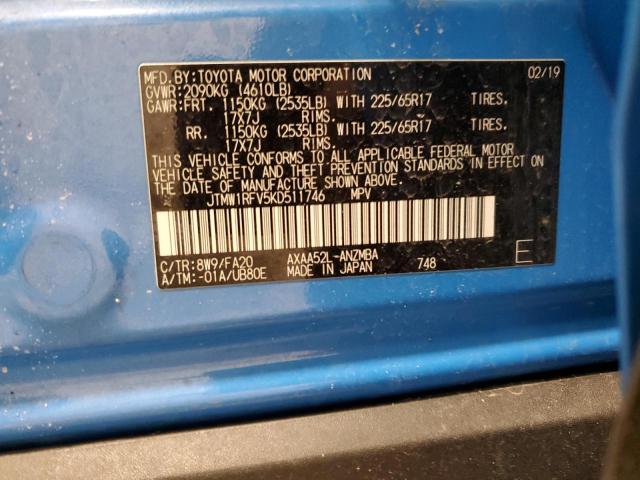 MFD. BY: TOYOTA MOTOR CORPORATION 02/19
GVWR: 2090KG (4610LB)
GAWR: FRT. 1150KG (2535LB) WITH 225/65R17 TIRES.
17X7J RIMS.
RR. 1150KG (2535LB) WITH 225/65R17 TIRES.
17X7J RIMS.
THIS VEHICLE CONFORMS TO ALL APPLICABLE FEDERAL MOTOR
VEHICLE SAFETY AND THEFT PREVENTION STANDARDS IN EFFECT ON
THE DATE OF MANUFACTURE SHOWN ABOVE.
JTMW1RFV5KD511746 MPV
C/TR: 8W9/FA20 AXAA52L-ANZMBA
A/TM: -01A/UB80E MADE IN JAPAN 748 E